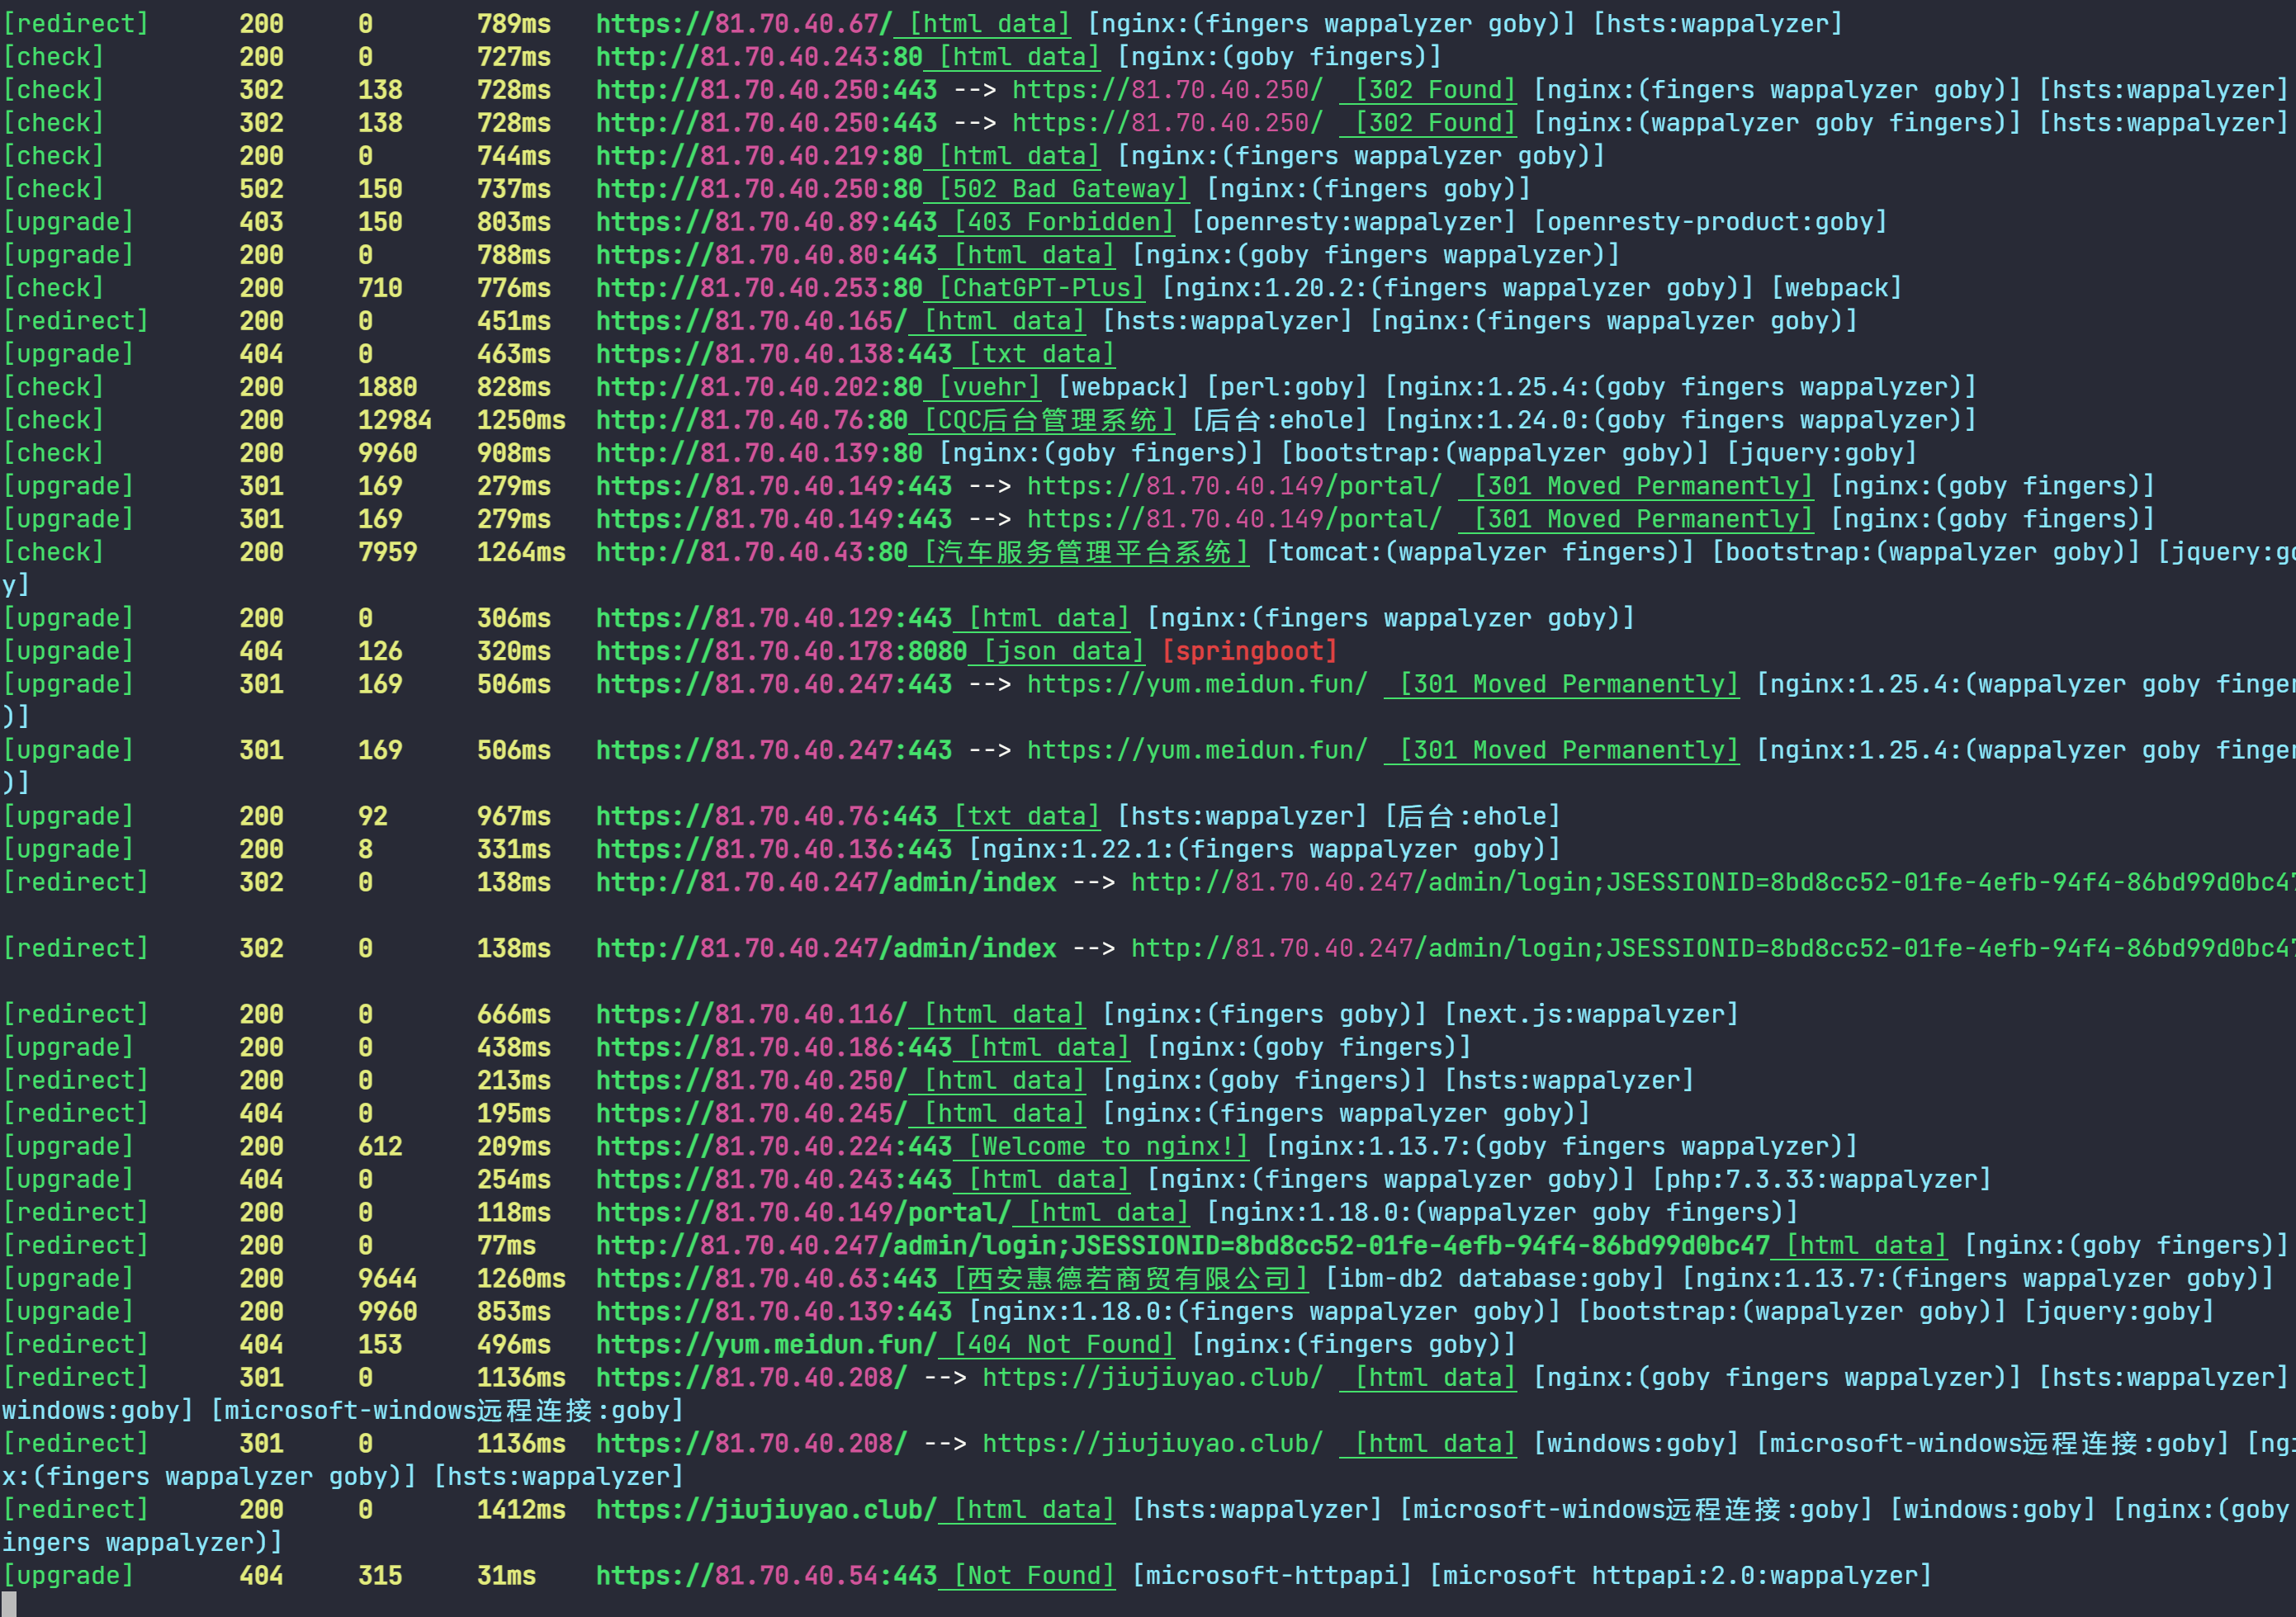 [redirect] 200 0 789ms https://81.70.40.67/ [html data] [nginx:(fingers wappalyzer goby)] [hsts:wappalyzer]
[check] 200 0 727ms http://81.70.40.243:80 [html data] [nginx:(goby fingers)]
[check] 302 138 728ms http://81.70.40.250:443 --> https://81.70.40.250/ [302 Found] [nginx:(fingers wappalyzer goby)] [hsts:wappalyzer]
[check] 302 138 728ms http://81.70.40.250:443 --> https://81.70.40.250/ [302 Found] [nginx:(wappalyzer goby fingers)] [hsts:wappalyzer]
[check] 200 0 744ms http://81.70.40.219:80 [html data] [nginx:(fingers wappalyzer goby)]
[check] 502 150 737ms http://81.70.40.250:80 [502 Bad Gateway] [nginx:(fingers goby)]
[upgrade] 403 150 803ms https://81.70.40.89:443 [403 Forbidden] [openresty:wappalyzer] [openresty-product:goby]
[upgrade] 200 0 788ms https://81.70.40.80:443 [html data] [nginx:(goby fingers wappalyzer)]
[check] 200 710 776ms http://81.70.40.253:80 [ChatGPT-Plus] [nginx:1.20.2:(fingers wappalyzer goby)] [webpack]
[redirect] 200 0 451ms https://81.70.40.165/ [html data] [hsts:wappalyzer] [nginx:(fingers wappalyzer goby)]
[upgrade] 404 0 463ms https://81.70.40.138:443 [txt data]
[check] 200 1880 828ms http://81.70.40.202:80 [vuehr] [webpack] [perl:goby] [nginx:1.25.4:(goby fingers wappalyzer)]
[check] 200 12984 1250ms http://81.70.40.76:80 [CQC后台管理系统] [后台:ehole] [nginx:1.24.0:(goby fingers wappalyzer)]
[check] 200 9960 908ms http://81.70.40.139:80 [nginx:(goby fingers)] [bootstrap:(wappalyzer goby)] [jquery:goby]
[upgrade] 301 169 279ms https://81.70.40.149:443 --> https://81.70.40.149/portal/ [301 Moved Permanently] [nginx:(goby fingers)]
[upgrade] 301 169 279ms https://81.70.40.149:443 --> https://81.70.40.149/portal/ [301 Moved Permanently] [nginx:(goby fingers)]
[check] 200 7959 1264ms http://81.70.40.43:80 [汽车服务管理平台系统] [tomcat:(wappalyzer fingers)] [bootstrap:(wappalyzer goby)] [jquery:go
y]
[upgrade] 200 0 306ms https://81.70.40.129:443 [html data] [nginx:(fingers wappalyzer goby)]
[upgrade] 404 126 320ms https://81.70.40.178:8080 [json data] [springboot]
[upgrade] 301 169 506ms https://81.70.40.247:443 --> https://yum.meidun.fun/ [301 Moved Permanently] [nginx:1.25.4:(wappalyzer goby finger
)]
[upgrade] 301 169 506ms https://81.70.40.247:443 --> https://yum.meidun.fun/ [301 Moved Permanently] [nginx:1.25.4:(wappalyzer goby finger
)]
[upgrade] 200 92 967ms https://81.70.40.76:443 [txt data] [hsts:wappalyzer] [后台:ehole]
[upgrade] 200 8 331ms https://81.70.40.136:443 [nginx:1.22.1:(fingers wappalyzer goby)]
[redirect] 302 0 138ms http://81.70.40.247/admin/index --> http://81.70.40.247/admin/login;JSESSIONID=8bd8cc52-01fe-4efb-94f4-86bd99d0bc47
[redirect] 302 0 138ms http://81.70.40.247/admin/index --> http://81.70.40.247/admin/login;JSESSIONID=8bd8cc52-01fe-4efb-94f4-86bd99d0bc47
[redirect] 200 0 666ms https://81.70.40.116/ [html data] [nginx:(fingers goby)] [next.js:wappalyzer]
[upgrade] 200 0 438ms https://81.70.40.186:443 [html data] [nginx:(goby fingers)]
[redirect] 200 0 213ms https://81.70.40.250/ [html data] [nginx:(goby fingers)] [hsts:wappalyzer]
[redirect] 404 0 195ms https://81.70.40.245/ [html data] [nginx:(fingers wappalyzer goby)]
[upgrade] 200 612 209ms https://81.70.40.224:443 [Welcome to nginx!] [nginx:1.13.7:(goby fingers wappalyzer)]
[upgrade] 404 0 254ms https://81.70.40.243:443 [html data] [nginx:(fingers wappalyzer goby)] [php:7.3.33:wappalyzer]
[redirect] 200 0 118ms https://81.70.40.149/portal/ [html data] [nginx:1.18.0:(wappalyzer goby fingers)]
[redirect] 200 0 77ms http://81.70.40.247/admin/login;JSESSIONID=8bd8cc52-01fe-4efb-94f4-86bd99d0bc47 [html data] [nginx:(goby fingers)]
[upgrade] 200 9644 1260ms https://81.70.40.63:443 [西安惠德若商贸有限公司] [ibm-db2 database:goby] [nginx:1.13.7:(fingers wappalyzer goby)]
[upgrade] 200 9960 853ms https://81.70.40.139:443 [nginx:1.18.0:(fingers wappalyzer goby)] [bootstrap:(wappalyzer goby)] [jquery:goby]
[redirect] 404 153 496ms https://yum.meidun.fun/ [404 Not Found] [nginx:(fingers goby)]
[redirect] 301 0 1136ms https://81.70.40.208/ --> https://jiujiuyao.club/ [html data] [nginx:(goby fingers wappalyzer)] [hsts:wappalyzer]
windows:goby] [microsoft-windows远程连接:goby]
[redirect] 301 0 1136ms https://81.70.40.208/ --> https://jiujiuyao.club/ [html data] [windows:goby] [microsoft-windows远程连接:goby] [ngi
x:(fingers wappalyzer goby)] [hsts:wappalyzer]
[redirect] 200 0 1412ms https://jiujiuyao.club/ [html data] [hsts:wappalyzer] [microsoft-windows远程连接:goby] [windows:goby] [nginx:(goby
ingers wappalyzer)]
[upgrade] 404 315 31ms https://81.70.40.54:443 [Not Found] [microsoft-httpapi] [microsoft httpapi:2.0:wappalyzer]